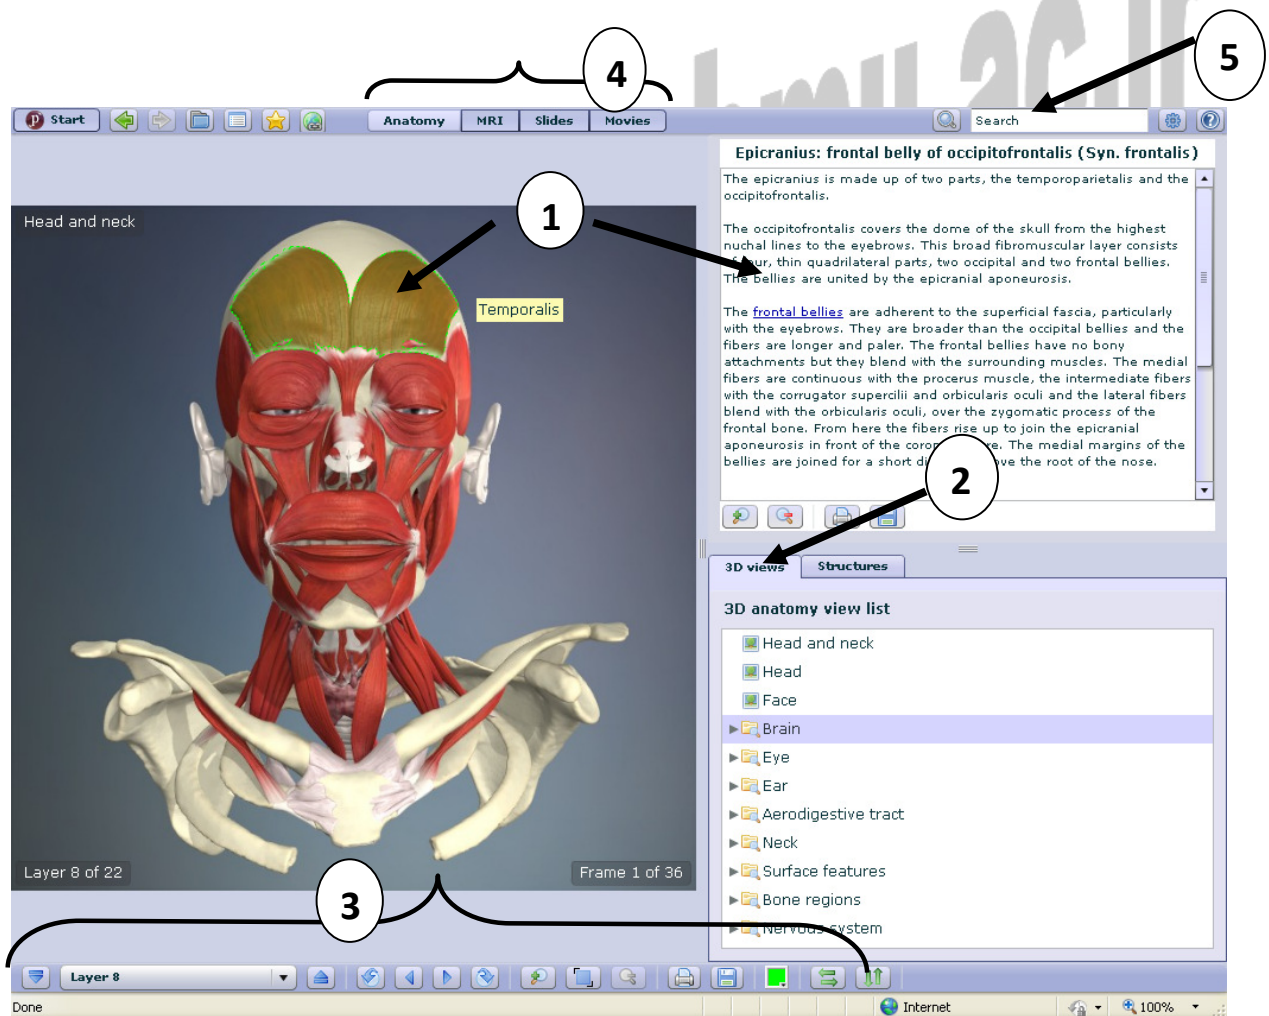 4
5
Start
Anatomy
MRI
Slides
Movies
Search
Epicranius: frontal belly of occipitofrontalis (Syn. frontalis)
The epicranius is made up of two parts, the temporoparietalis and the
occipitofrontalis.
The occipitofrontalis covers the dome of the skull from the highest
nuchal lines to the eyebrows. This broad fibromuscular layer consists
of four, thin quadrilateral parts, two occipital and two frontal bellies.
The bellies are united by the epicranial aponeurosis.
The frontal bellies are adherent to the superficial fascia, particularly
with the eyebrows. They are broader than the occipital bellies and the
fibers are longer and paler. The frontal bellies have no bony
attachments but they blend with the surrounding muscles. The medial
fibers are continuous with the procerus muscle, the intermediate fibers
with the corrugator supercilii and orbicularis oculi and the lateral fibers
blend with the orbicularis oculi, over the zygomatic process of the
frontal bone. From here the fibers rise up to join the epicranial
aponeurosis in front of the The medial margins of the
bellies are joined for a short the root of the nose.
Head and neck
1
Temporalis
2
3D views
Structures
3D anatomy view list
Head and neck
Head
Face
Brain
Eye
Ear
Aerodigestive tract
Neck
Surface features
Bone regions
Nervous system
Layer 8 of 22
Frame 1 of 36
3
Layer 8
Done
Internet
100%